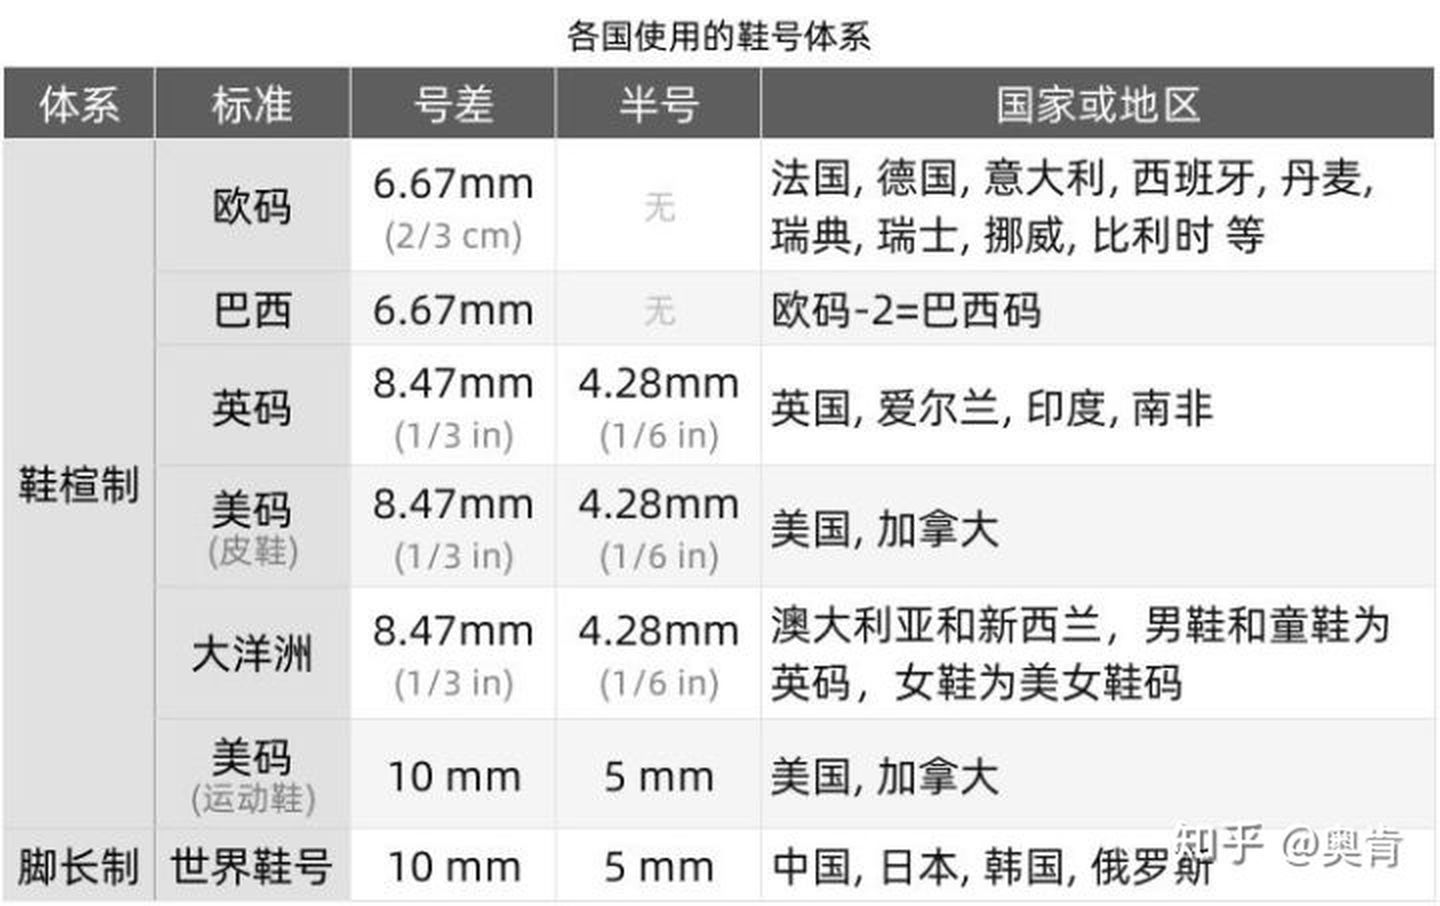 各国使用的鞋号体系
体系 标准 号差 半号 国家或地区
鞋楦制
欧码 6.67mm (2/3 cm) 无 法国, 德国, 意大利, 西班牙, 丹麦,
瑞典, 瑞士, 挪威, 比利时 等
巴西 6.67mm 无 欧码-2=巴西码
英码 8.47mm (1/3 in) 4.28mm (1/6 in) 英国, 爱尔兰, 印度, 南非
美码 (皮鞋) 8.47mm (1/3 in) 4.28mm (1/6 in) 美国, 加拿大
大洋洲 8.47mm (1/3 in) 4.28mm (1/6 in) 澳大利亚和新西兰，男鞋和童鞋为
英码，女鞋为美女鞋码
美码 (运动鞋) 10 mm 5 mm 美国, 加拿大
脚长制 世界鞋号 10 mm 5 mm 中国, 日本, 韩国, 俄罗斯
知乎 @奥肯